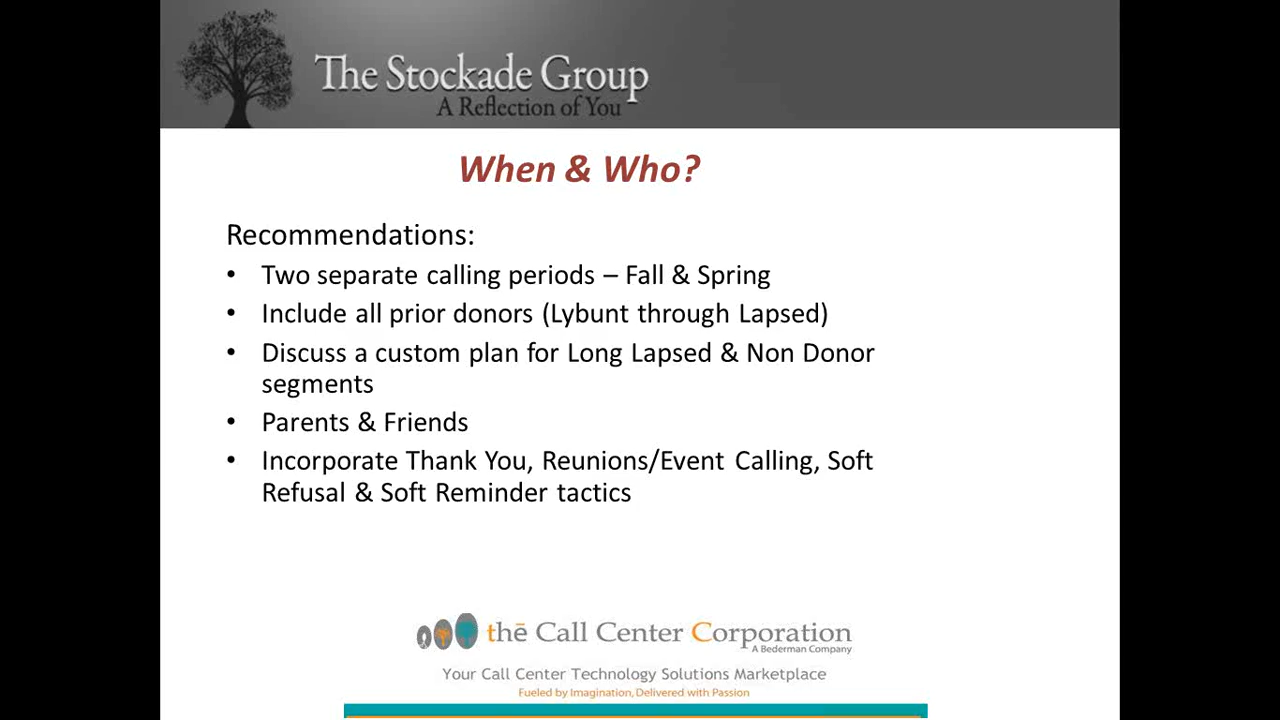 The Stockade Group
A Reflection of You
When & Who?
Recommendations:
• Two separate calling periods – Fall & Spring
• Include all prior donors (Lybunt through Lapsed)
• Discuss a custom plan for Long Lapsed & Non Donor
segments
• Parents & Friends
• Incorporate Thank You, Reunions/Event Calling, Soft
Refusal & Soft Reminder tactics
thē Call Center Corporation
A Bederman Company
Your Call Center Technology Solutions Marketplace
Fueled by Imagination, Delivered with Passion